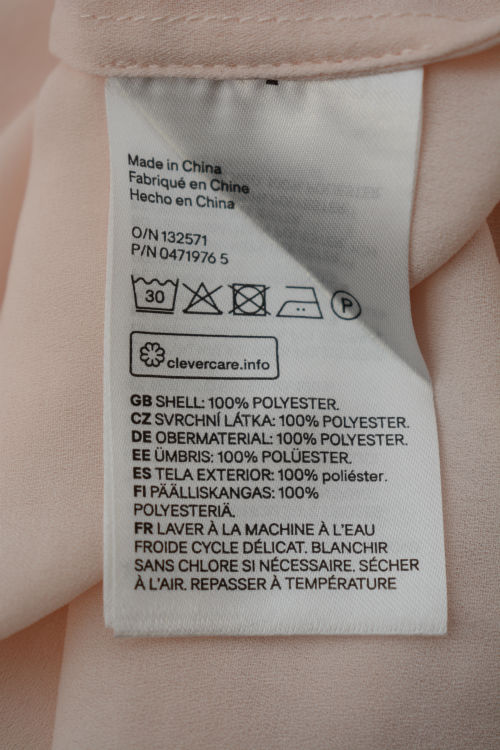 Made in China
Fabriqué en Chine
Hecho en China
O/N 132571
P/N 0471976 5
30
P
clevercare.info
GB SHELL: 100% POLYESTER.
CZ SVRCHNÍ LÁTKA: 100% POLYESTER.
DE OBERMATERIAL: 100% POLYESTER.
EE ÜMBRIS: 100% POLÜESTER.
ES TELA EXTERIOR: 100% poliéster.
FI PÄÄLLISKANGAS: 100%
POLYESTERIÄ.
FR LAVER À LA MACHINE À L'EAU
FROIDE CYCLE DÉLICAT. BLANCHIR
SANS CHLORE SI NÉCESSAIRE. SÉCHER
À L'AIR. REPASSER À TEMPÉRATURE